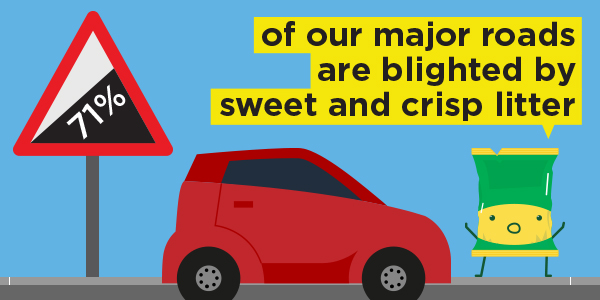 71%
of our major roads
are blighted by
sweet and crisp litter